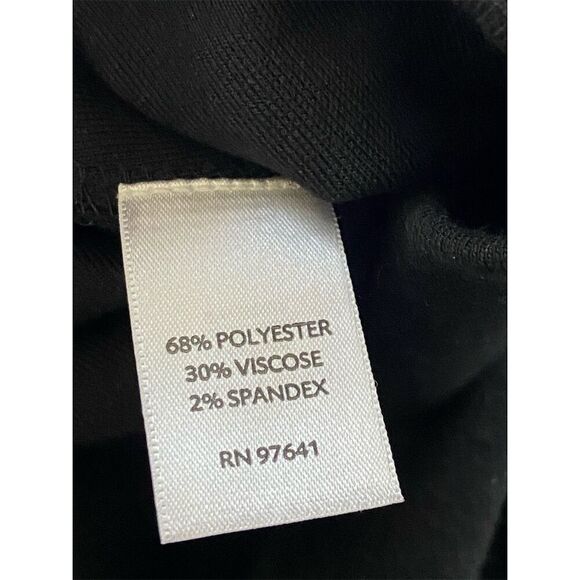 68% POLYESTER
30% VISCOSE
2% SPANDEX
RN 97641